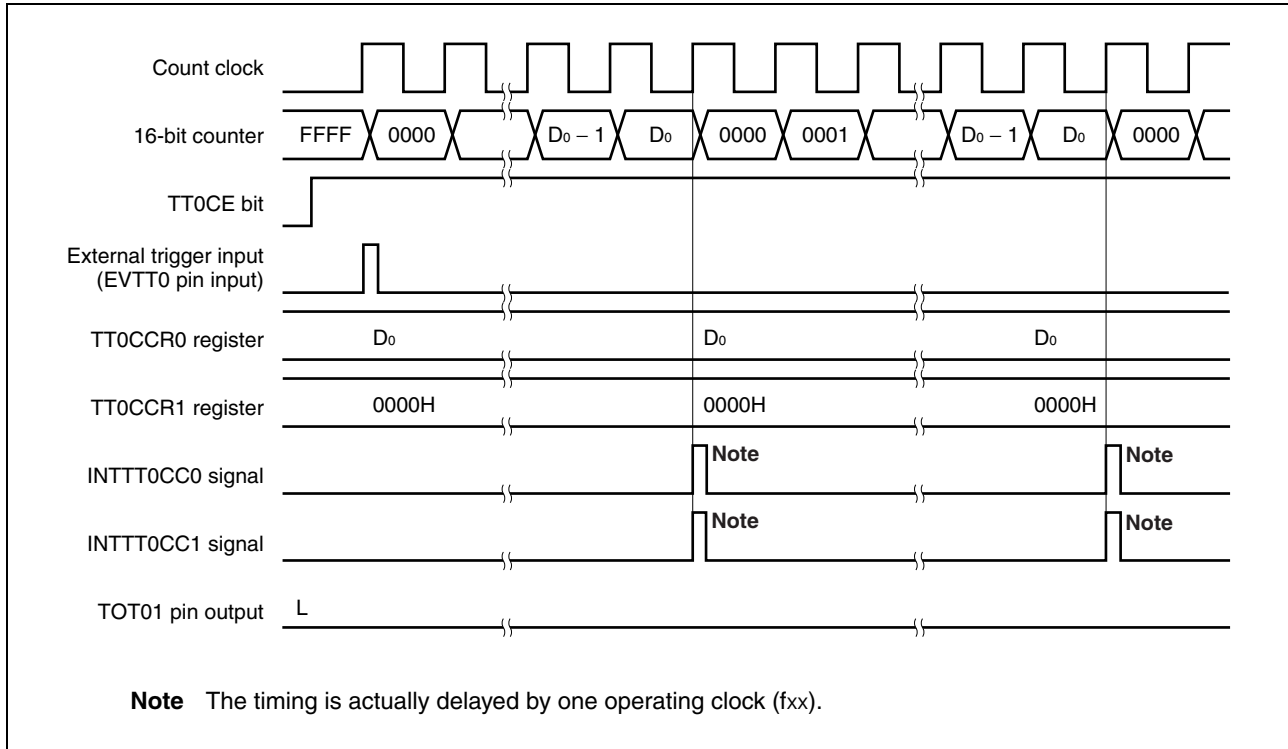 Count clock
16-bit counter FFFF 0000 D0 − 1 D0 0000 0001 D0 − 1 D0 0000
TT0CE bit
External trigger input
(EVTT0 pin input)
TT0CCR0 register D0 D0 D0
TT0CCR1 register 0000H 0000H 0000H
INTTT0CC0 signal Note Note
INTTT0CC1 signal Note Note
TOT01 pin output L
Note The timing is actually delayed by one operating clock (fxx).